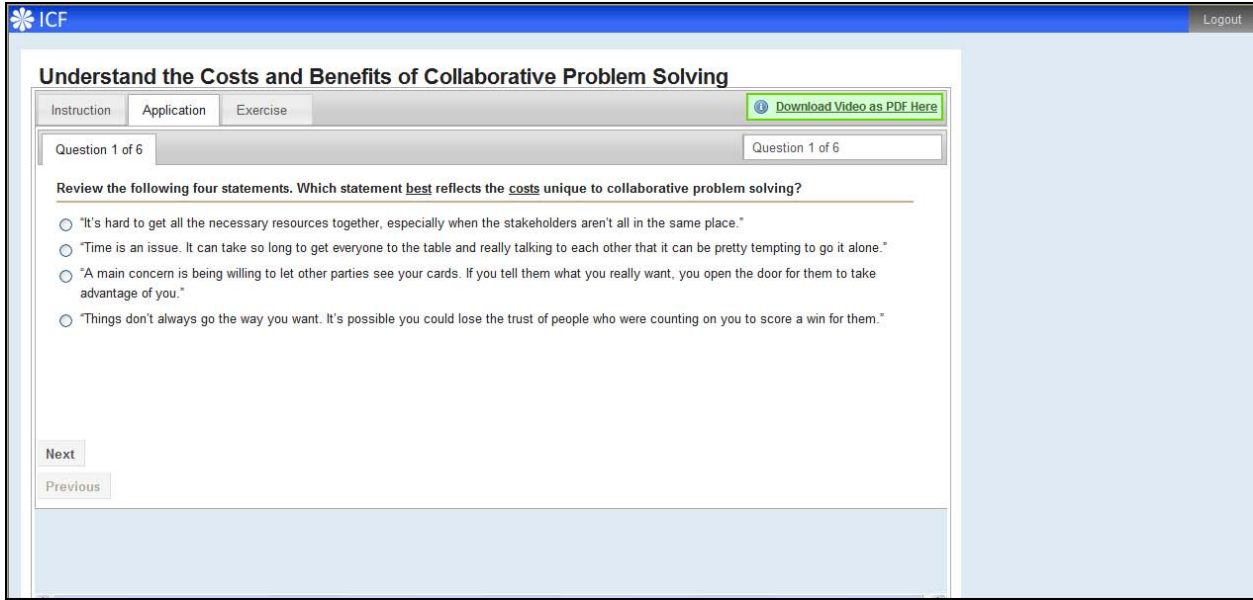 ICF
Logout
Understand the Costs and Benefits of Collaborative Problem Solving
Instruction
Application
Exercise
Download Video as PDF Here
Question 1 of 6
Question 1 of 6
Review the following four statements. Which statement best reflects the costs unique to collaborative problem solving?
"It's hard to get all the necessary resources together, especially when the stakeholders aren't all in the same place."
"Time is an issue. It can take so long to get everyone to the table and really talking to each other that it can be pretty tempting to go it alone."
"A main concern is being willing to let other parties see your cards. If you tell them what you really want, you open the door for them to take
advantage of you."
"Things don't always go the way you want. It's possible you could lose the trust of people who were counting on you to score a win for them."
Next
Previous